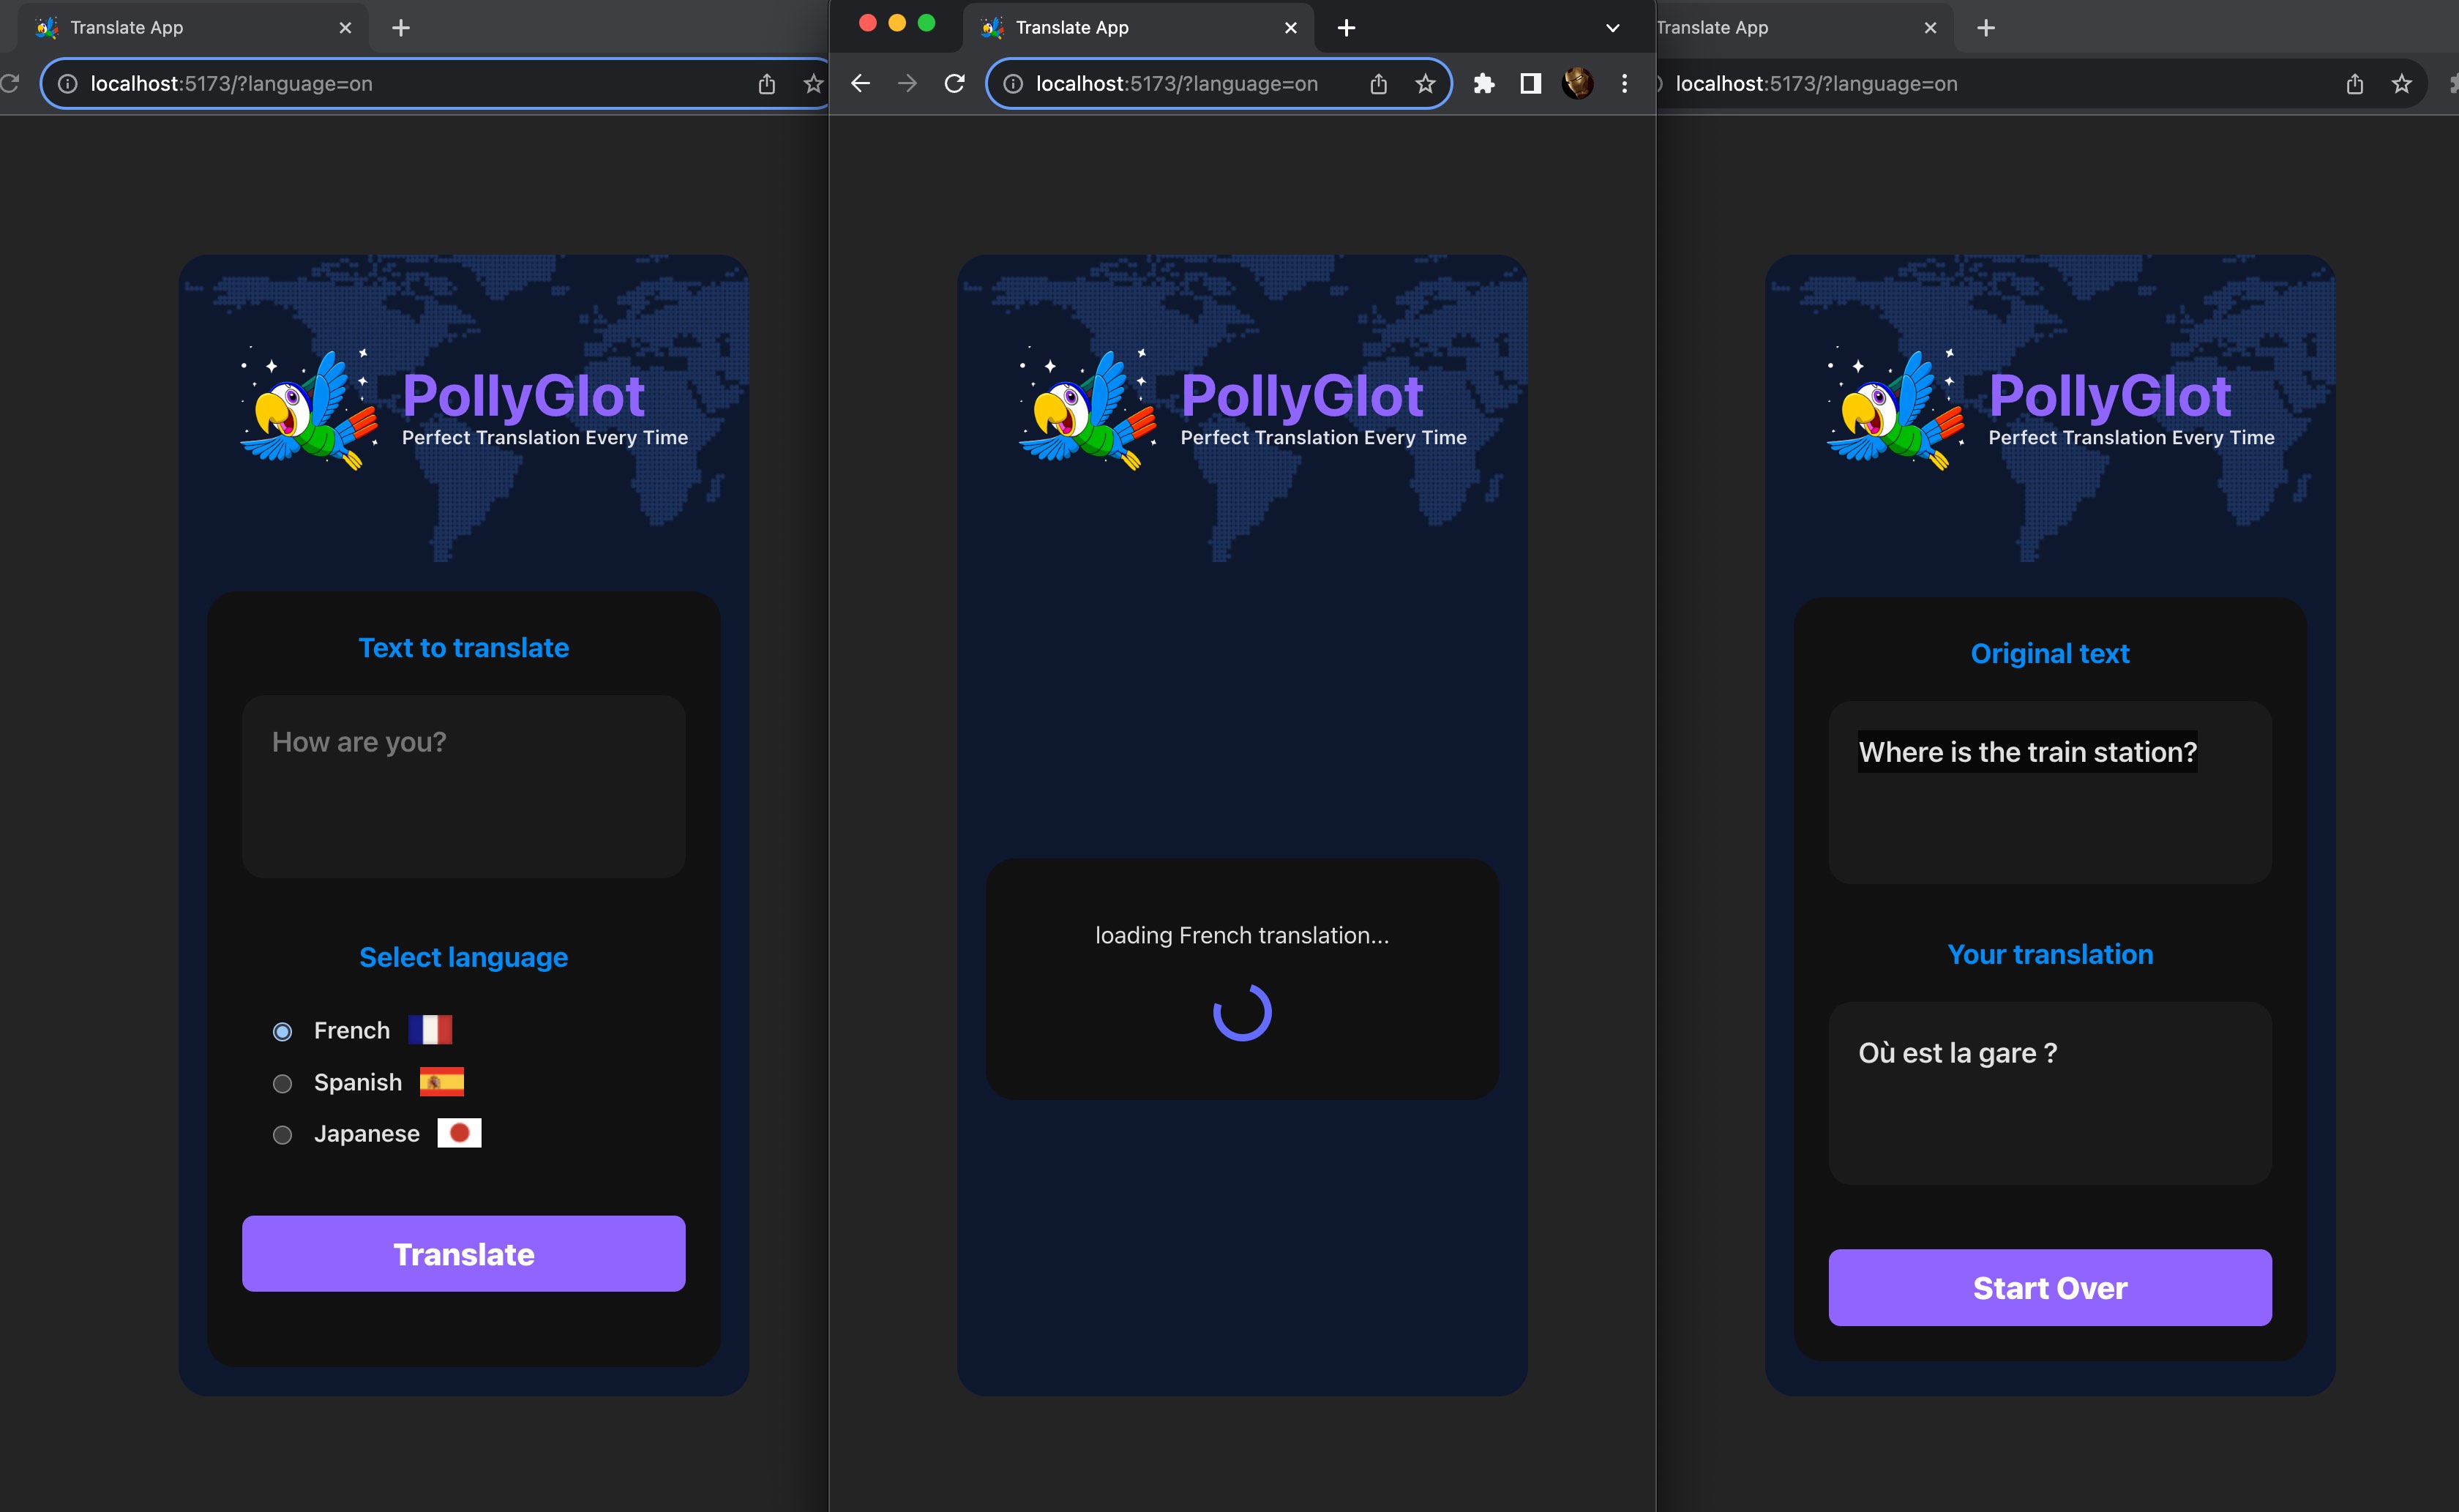 Translate App
localhost:5173/?language=on
PollyGlot
Perfect Translation Every Time
Text to translate
How are you?
Select language
French
Spanish
Japanese
Translate
Translate App
localhost:5173/?language=on
PollyGlot
Perfect Translation Every Time
loading French translation...
Translate App
localhost:5173/?language=on
PollyGlot
Perfect Translation Every Time
Original text
Where is the train station?
Your translation
Où est la gare ?
Start Over